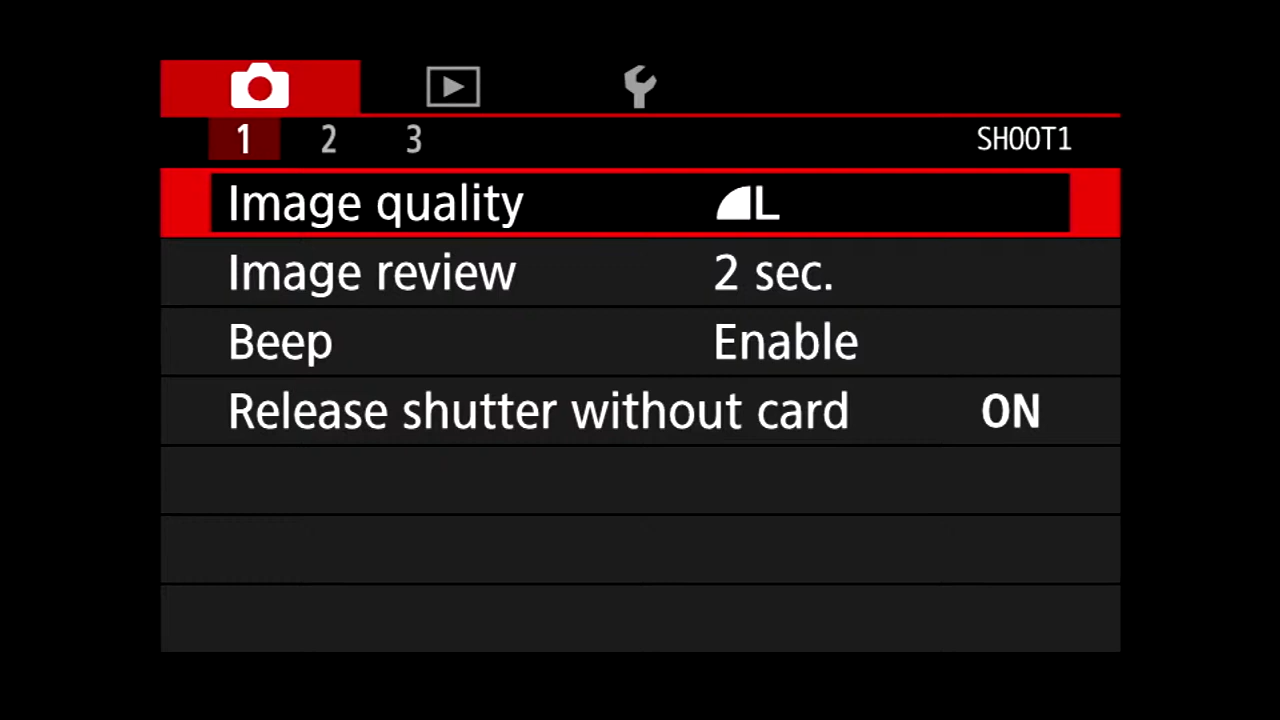 1 2 3 SHOOT1
Image quality L
Image review 2 sec.
Beep Enable
Release shutter without card ON